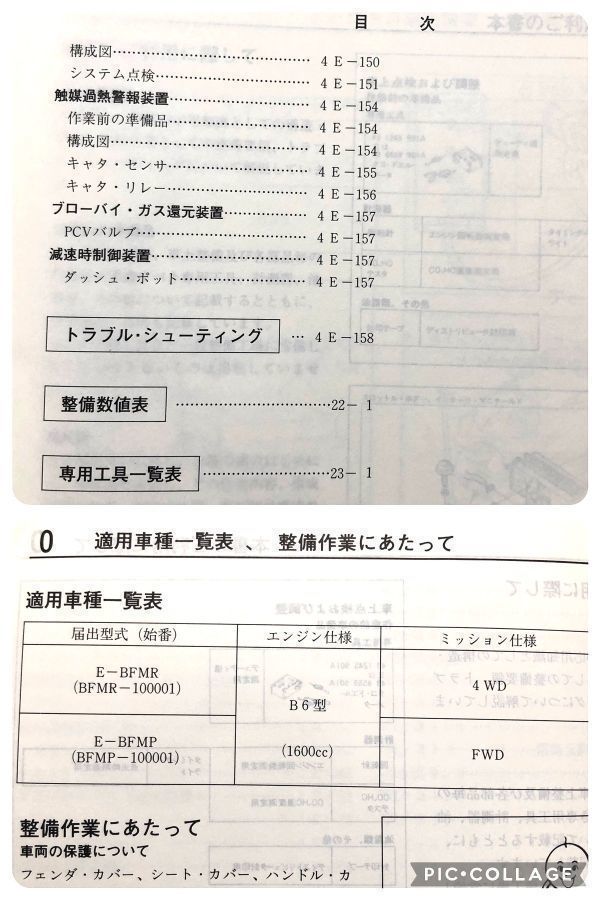 目 次
構成図……………………………… 4 E－150
システム点検……………………… 4 E－151
触媒過熱警報装置………………… 4 E－154
作業前の準備品…………………… 4 E－154
構成図……………………………… 4 E－154
キャタ・センサ…………………… 4 E－155
キャタ・リレー…………………… 4 E－156
ブローバイ・ガス還元装置……… 4 E－157
PCVバルブ………………………… 4 E－157
減速時制御装置…………………… 4 E－157
ダッシュ・ポット………………… 4 E－157
トラブル・シューティング … 4 E－158
整備数値表 ……………………22－ 1
専用工具一覧表 ……………………23－ 1
0 適用車種一覧表 、 整備作業にあたって
適用車種一覧表
届出型式（始番） エンジン仕様 ミッション仕様
E－BFMR
(BFMR－100001)
B 6 型
(1600cc)
4 WD
E－BFMP
(BFMP－100001)
FWD
整備作業にあたって
車両の保護について
フェンダ・カバー、シート・カバー、ハンドル・カ
PIC•COLLAGE